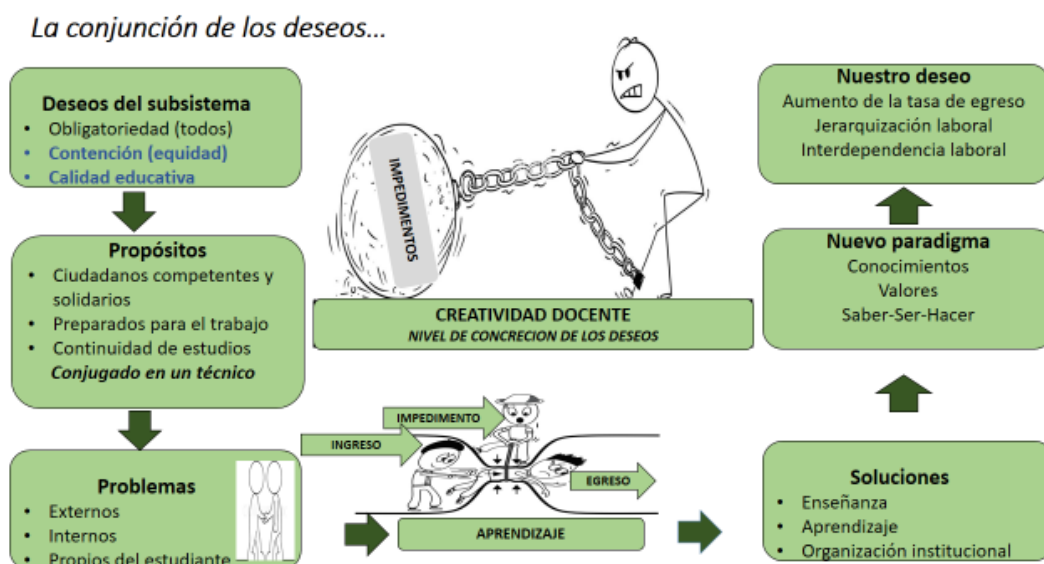 La conjunción de los deseos...
Deseos del subsistema
• Obligatoriedad (todos)
• Contención (equidad)
• Calidad educativa
Propósitos
• Ciudadanos competentes y
solidarios
• Preparados para el trabajo
• Continuidad de estudios
Conjugado en un técnico
Problemas
• Externos
• Internos
• Propios del estudiante
IMPEDIMENTOS
CREATIVIDAD DOCENTE
NIVEL DE CONCRECION DE LOS DESEOS
IMPEDIMENTO
INGRESO
EGRESO
APRENDIZAJE
Soluciones
• Enseñanza
• Aprendizaje
• Organización institucional
Nuevo paradigma
Conocimientos
Valores
Saber-Ser-Hacer
Nuestro deseo
Aumento de la tasa de egreso
Jerarquización laboral
Interdependencia laboral